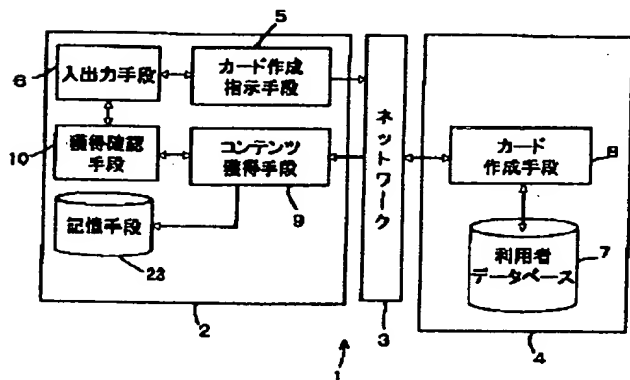 5
6
入出力手段
カード作成
指示手段
10
獲得確認
手段
コンテンツ
獲得手段
9
記憶手段
23
2
ネットワーク
3
カード
作成手段
8
利用者
データベース
7
4
1